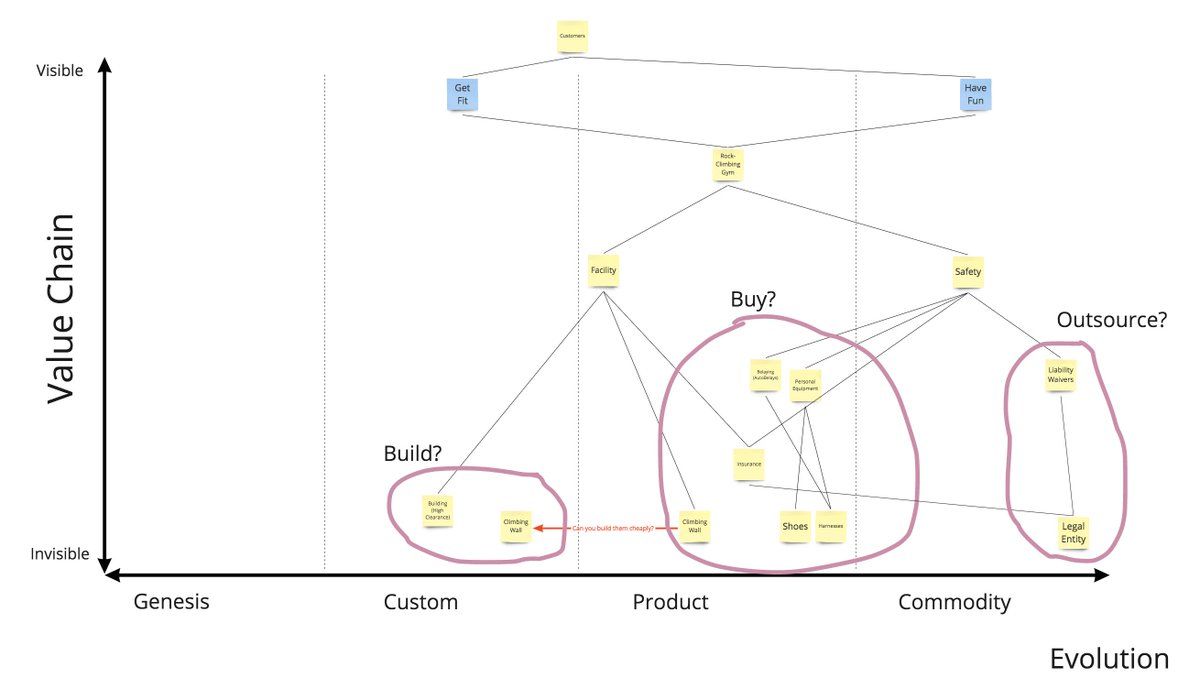 Customers
Visible
Get
Fit
Have
Fun
Rock-
Climbing
Gym
Value Chain
Facility
Safety
Buy?
Outsource?
Belaying
(AutoBelays)
Personal
Equipment
Liability
Waivers
Build?
Insurance
Building
(High
Clearance)
Climbing
Wall
Can you build them cheaply?
Climbing
Wall
Shoes
Harnesses
Legal
Entity
Invisible
Genesis
Custom
Product
Commodity
Evolution